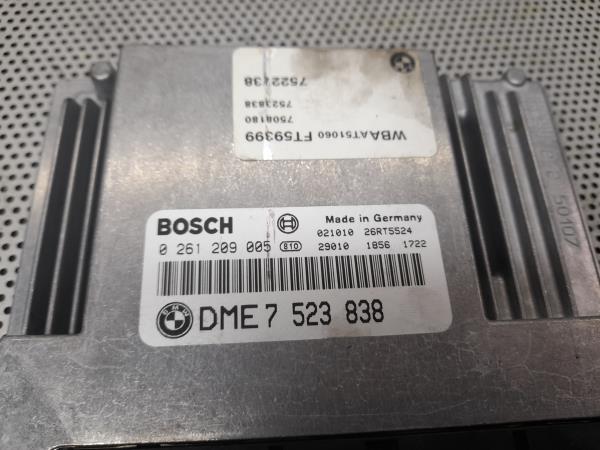 WBAAT51060 FT59399
7508180
7523838
BOSCH
Made in Germany
0 261 209 005
810
021010 26RT5524
29010 1856 1722
BMW
DME 7 523 838